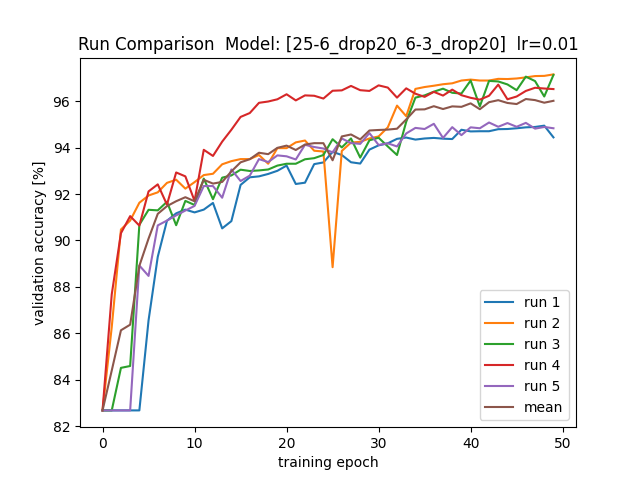 Run Comparison  Model: [25-6_drop20_6-3_drop20]  lr=0.01
validation accuracy [%]
96
94
92
90
88
86
84
82
0
10
20
30
40
50
training epoch
run 1
run 2
run 3
run 4
run 5
mean